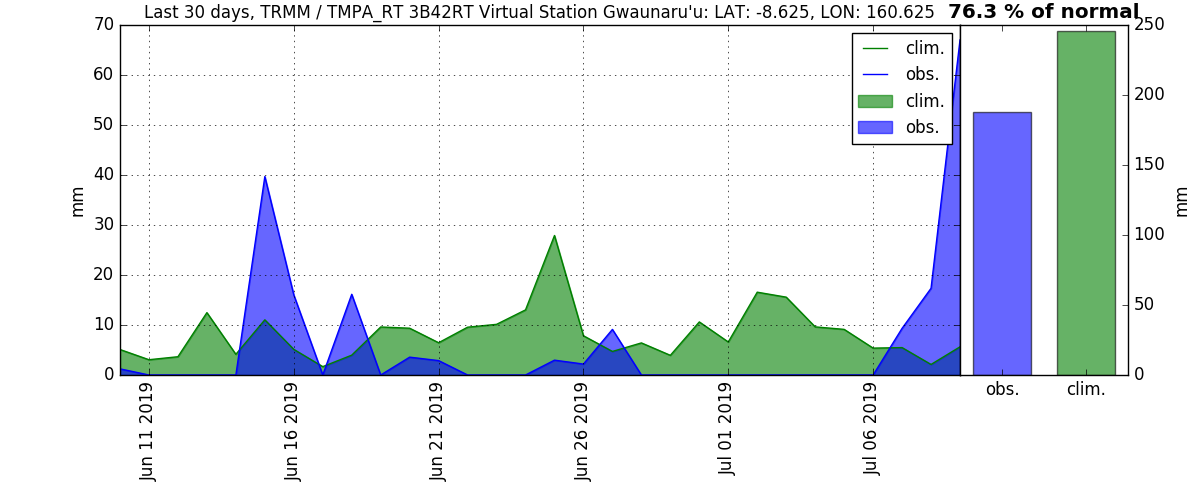 Last 30 days, TRMM / TMPA_RT 3B42RT Virtual Station Gwaunaru'u: LAT: -8.625, LON: 160.625
76.3 % of normal
70
60
50
40
30
20
10
0
mm
clim.
obs.
clim.
obs.
Jun 11 2019
Jun 16 2019
Jun 21 2019
Jun 26 2019
Jul 01 2019
Jul 06 2019
250
200
150
100
50
0
mm
obs.
clim.